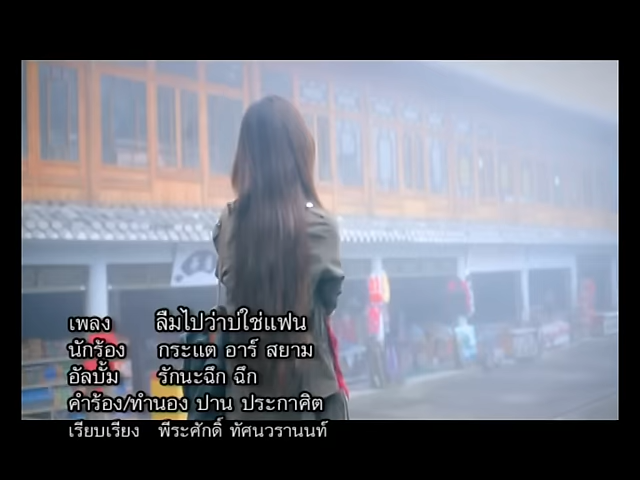 เพลง ลืมไปว่าบ่ใช่แฟน
นักร้อง กระแต อาร์ สยาม
อัลบั้ม รักนะฉึก ฉึก
คำร้อง/ทำนอง ปาน ประกาศิต
เรียบเรียง พีระศักดิ์ ทัศนวรานนท์